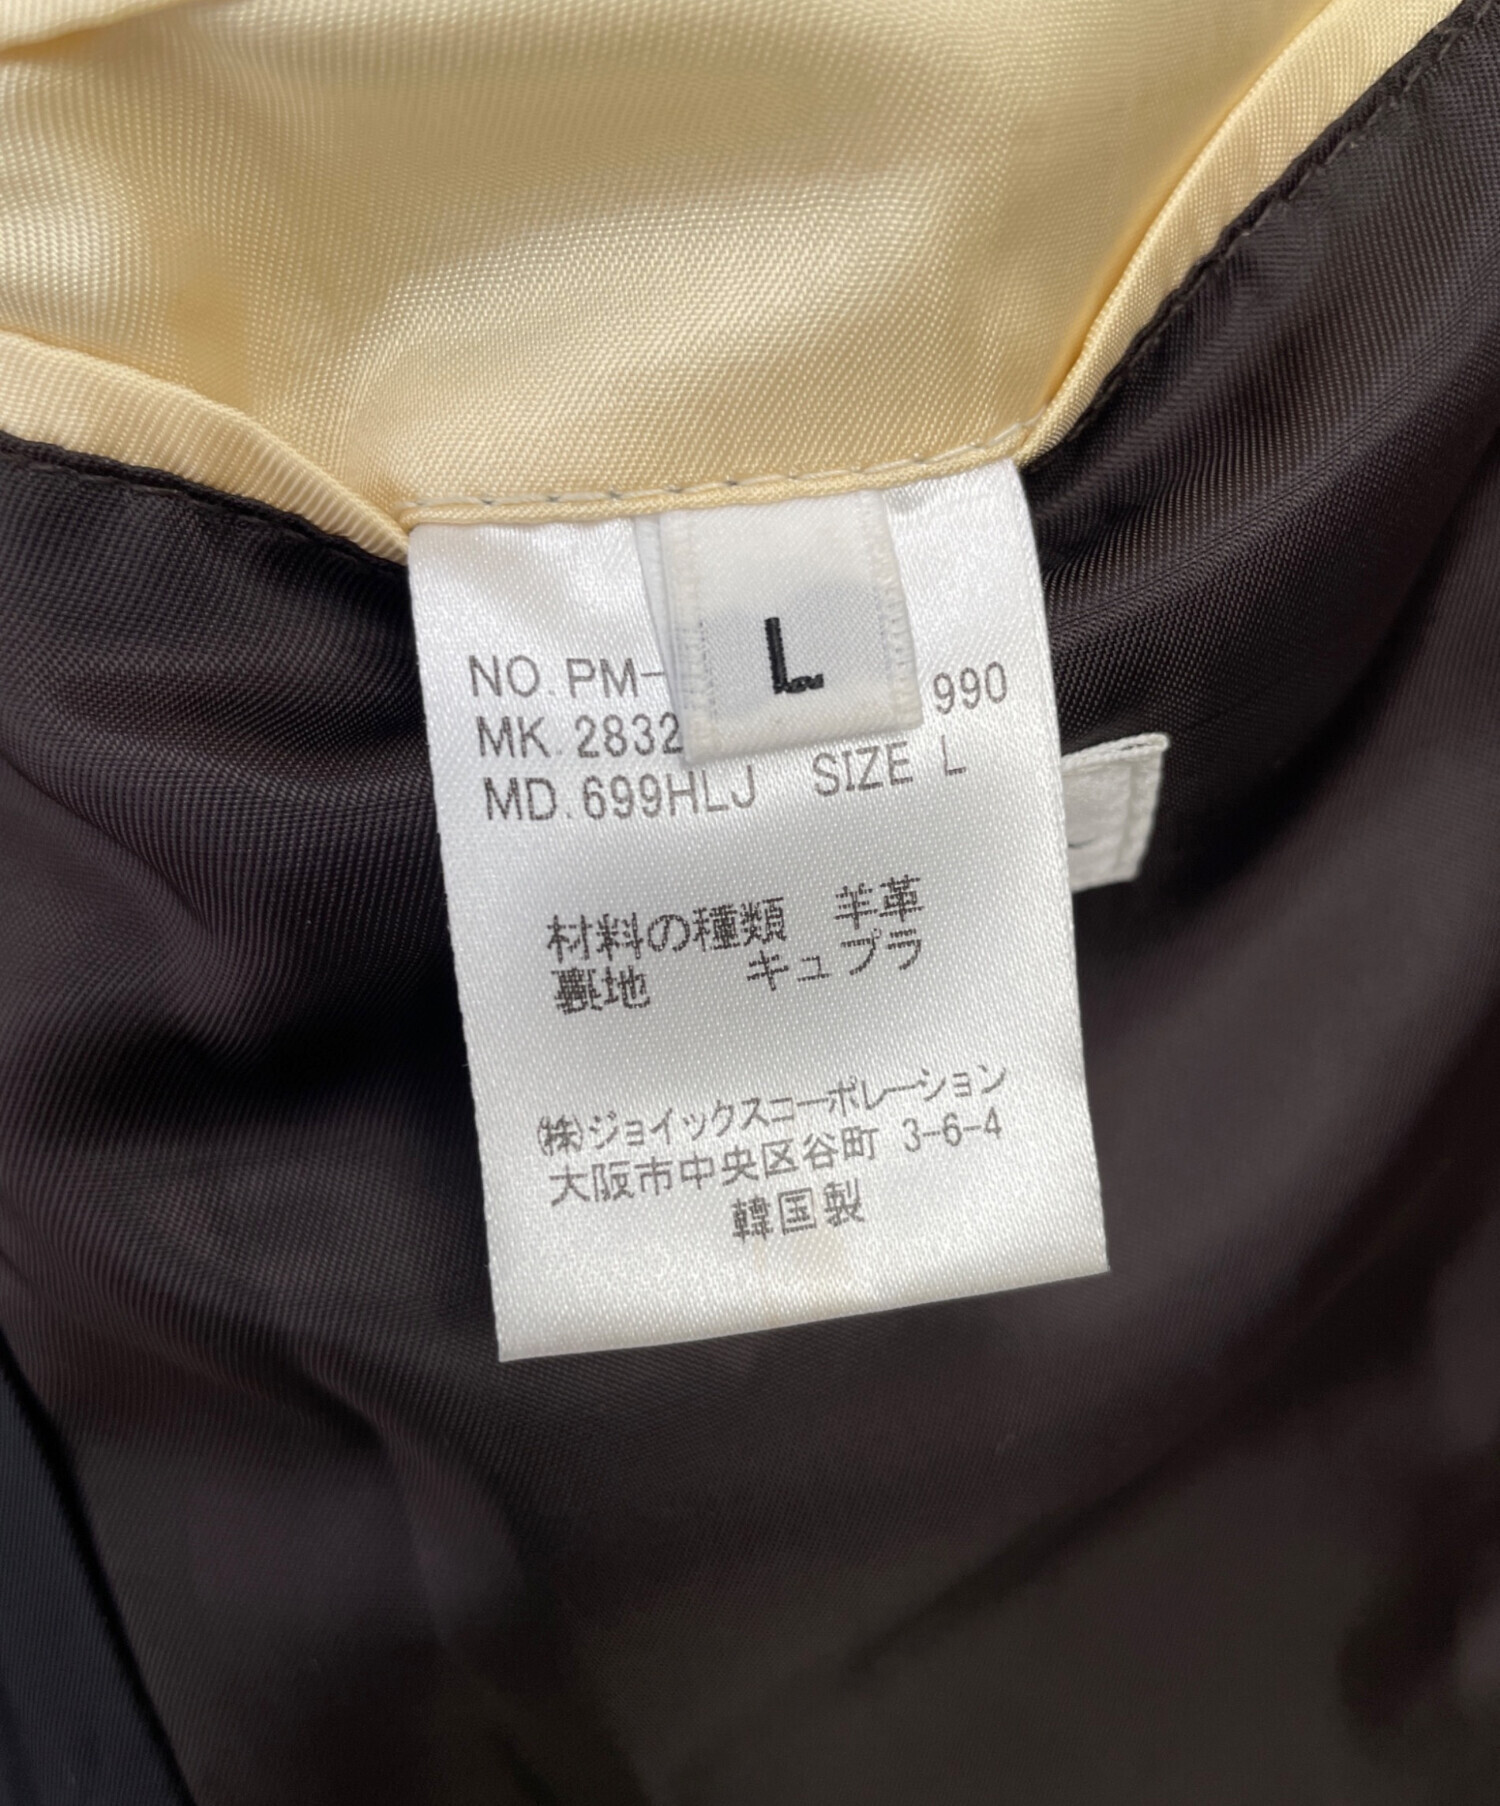 L
NO. PM- 990
MK. 2832
MD. 699HLJ SIZE L
材料の種類 羊革
裏地 キュプラ
㈱ジョイックスコーポレーション
大阪市中央区谷町 3-6-4
韓国製